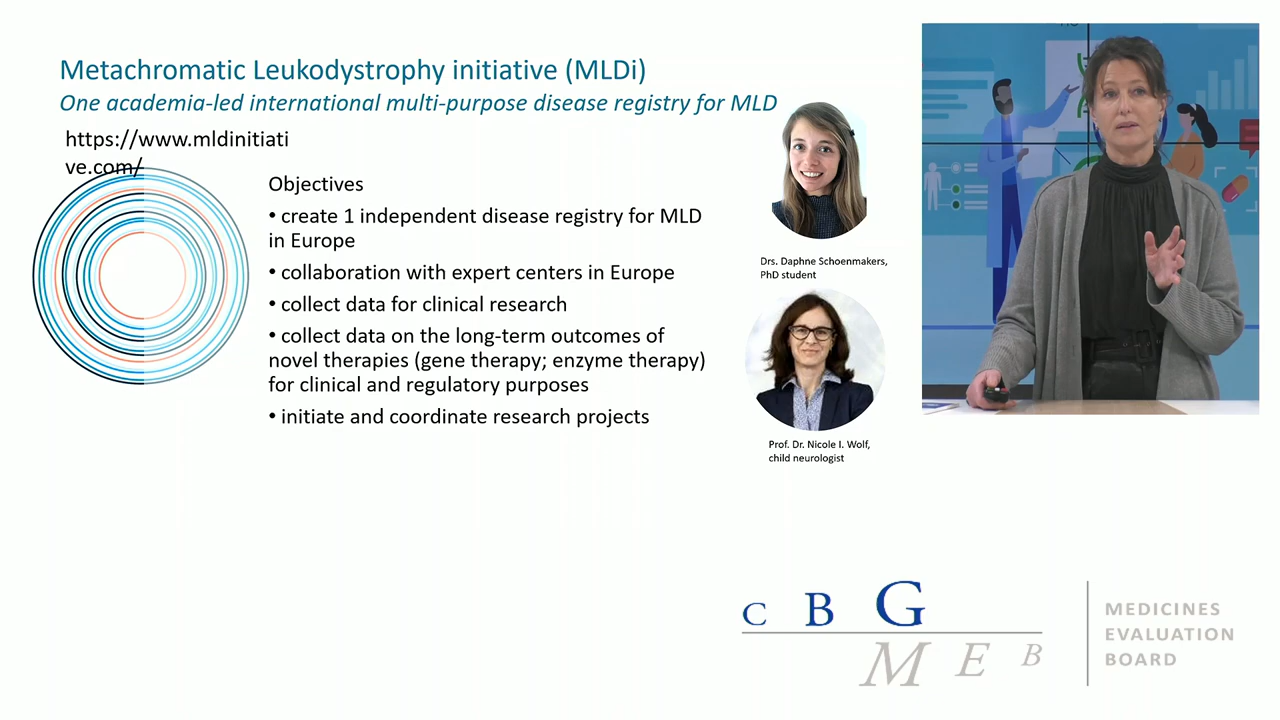 Metachromatic Leukodystrophy initiative (MLDi)
One academia-led international multi-purpose disease registry for MLD
https://www.mldinitiati
ve.com/
Objectives
• create 1 independent disease registry for MLD
in Europe
• collaboration with expert centers in Europe
• collect data for clinical research
• collect data on the long-term outcomes of
novel therapies (gene therapy; enzyme therapy)
for clinical and regulatory purposes
• initiate and coordinate research projects
Drs. Daphne Schoenmakers,
PhD student
Prof. Dr. Nicole I. Wolf,
child neurologist
C B G
M E B
MEDICINES
EVALUATION
BOARD